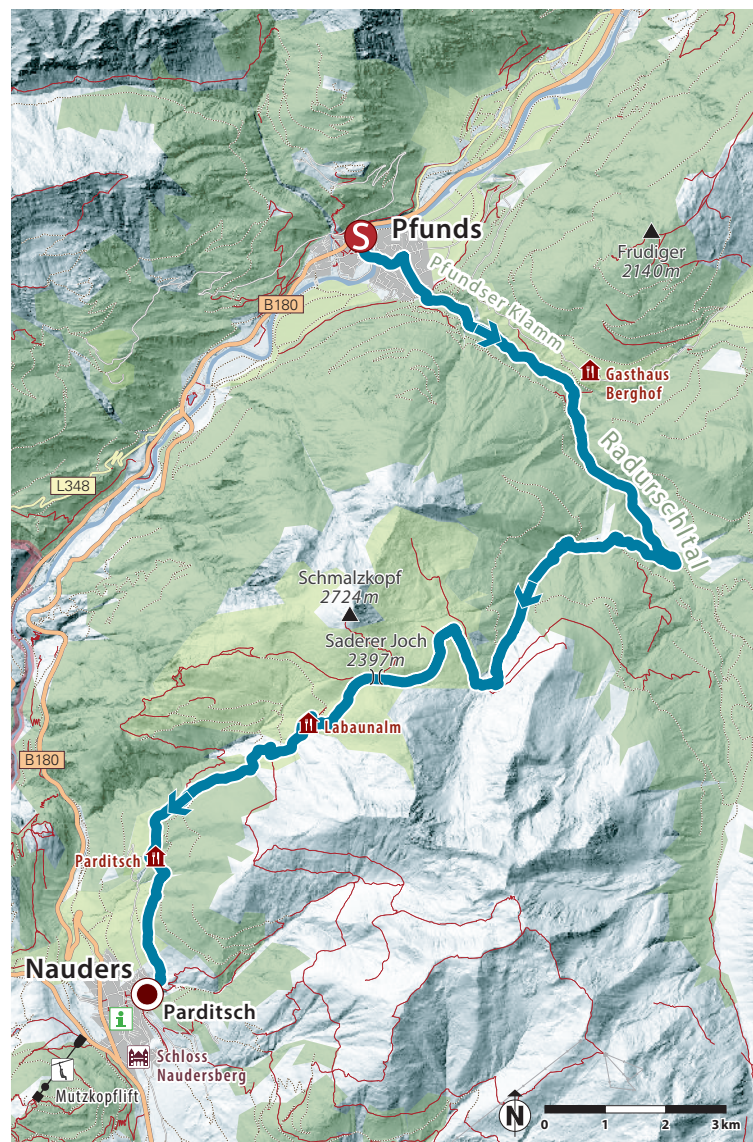 S
Pfunds
Pfundser Klamm
Frudiger
2140m
B180
Gasthaus
Berghof
Radurschltal
L348
Schmalzkopf
2724m
Saderer Joch
2397m
Labaunalm
B180
Parditsch
Nauders
Parditsch
i
Schloss
Naudersberg
Mutzkopflift
N
0 1 2 3 km